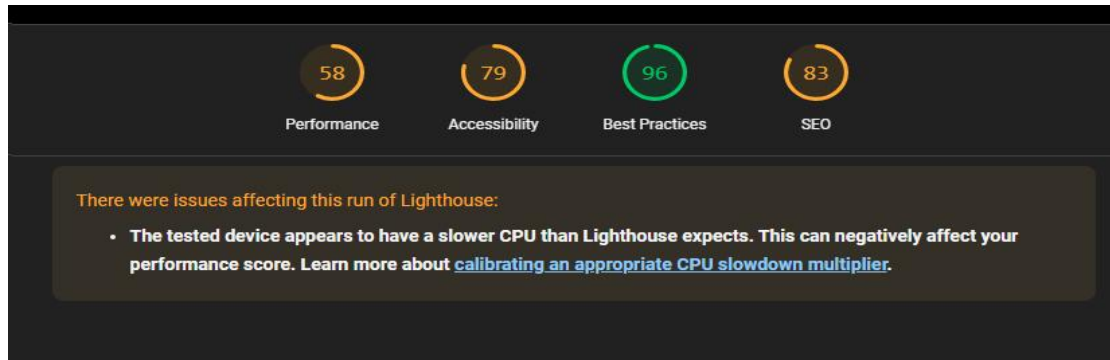 58 79 96 83
Performance Accessibility Best Practices SEO
There were issues affecting this run of Lighthouse:
• The tested device appears to have a slower CPU than Lighthouse expects. This can negatively affect your
performance score. Learn more about calibrating an appropriate CPU slowdown multiplier.